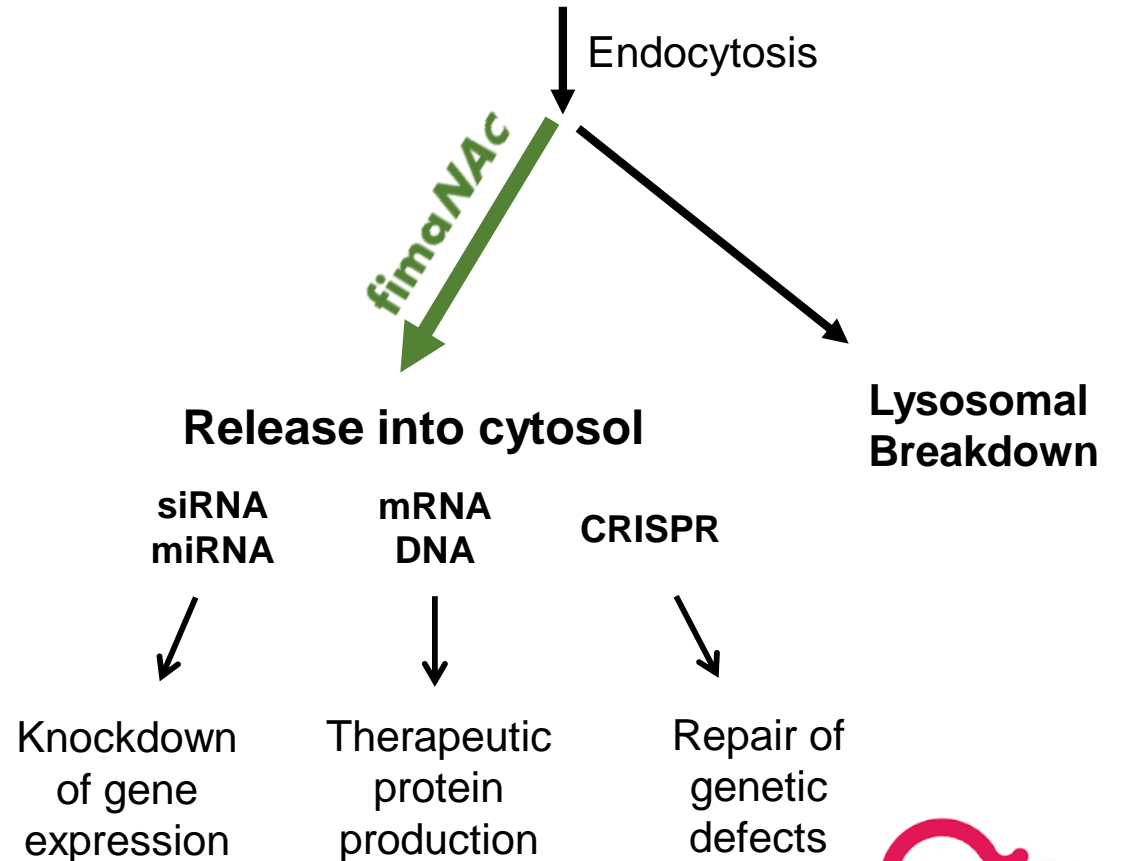 Endocytosis
fimaNAc
Release into cytosol
Lysosomal
Breakdown
siRNA
miRNA
mRNA
DNA
CRISPR
Knockdown
of gene
expression
Therapeutic
protein
production
Repair of
genetic
defects